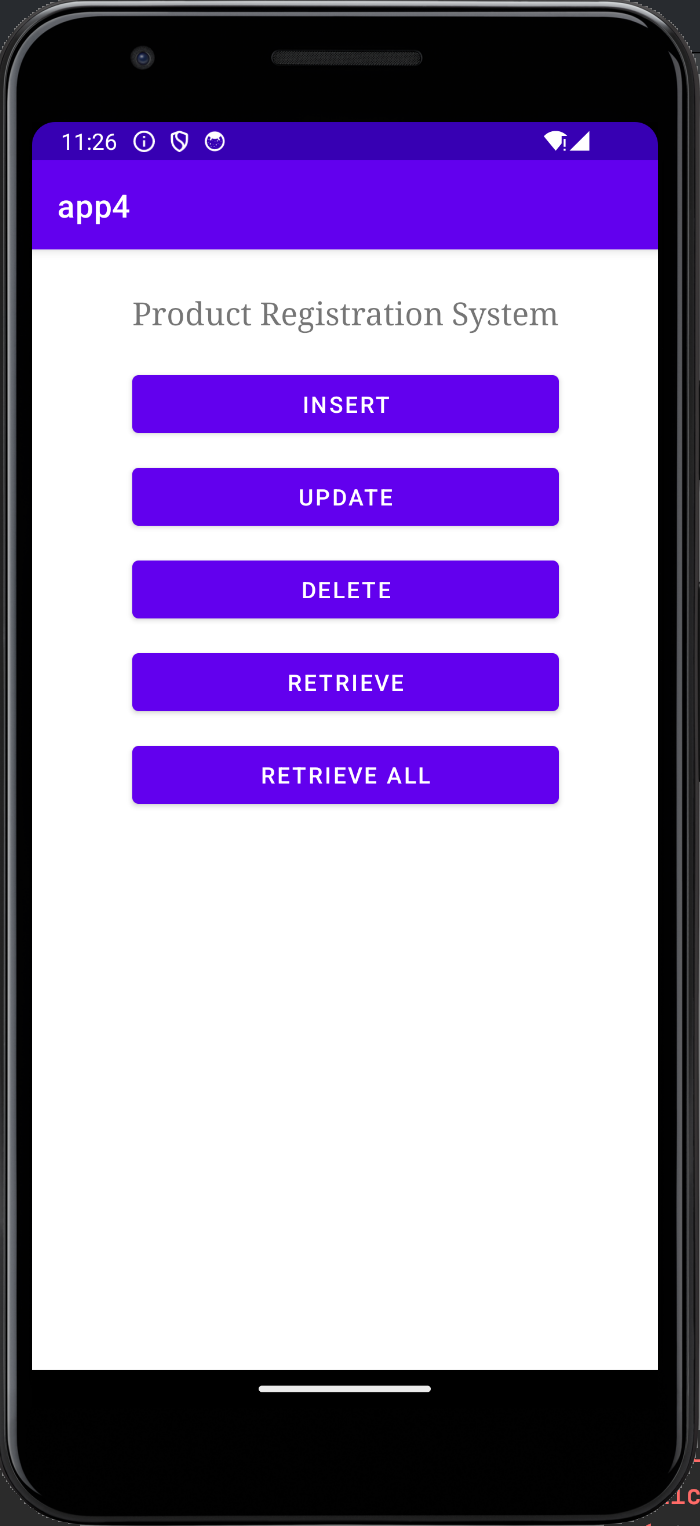 11:26
app4
Product Registration System
INSERT
UPDATE
DELETE
RETRIEVE
RETRIEVE ALL